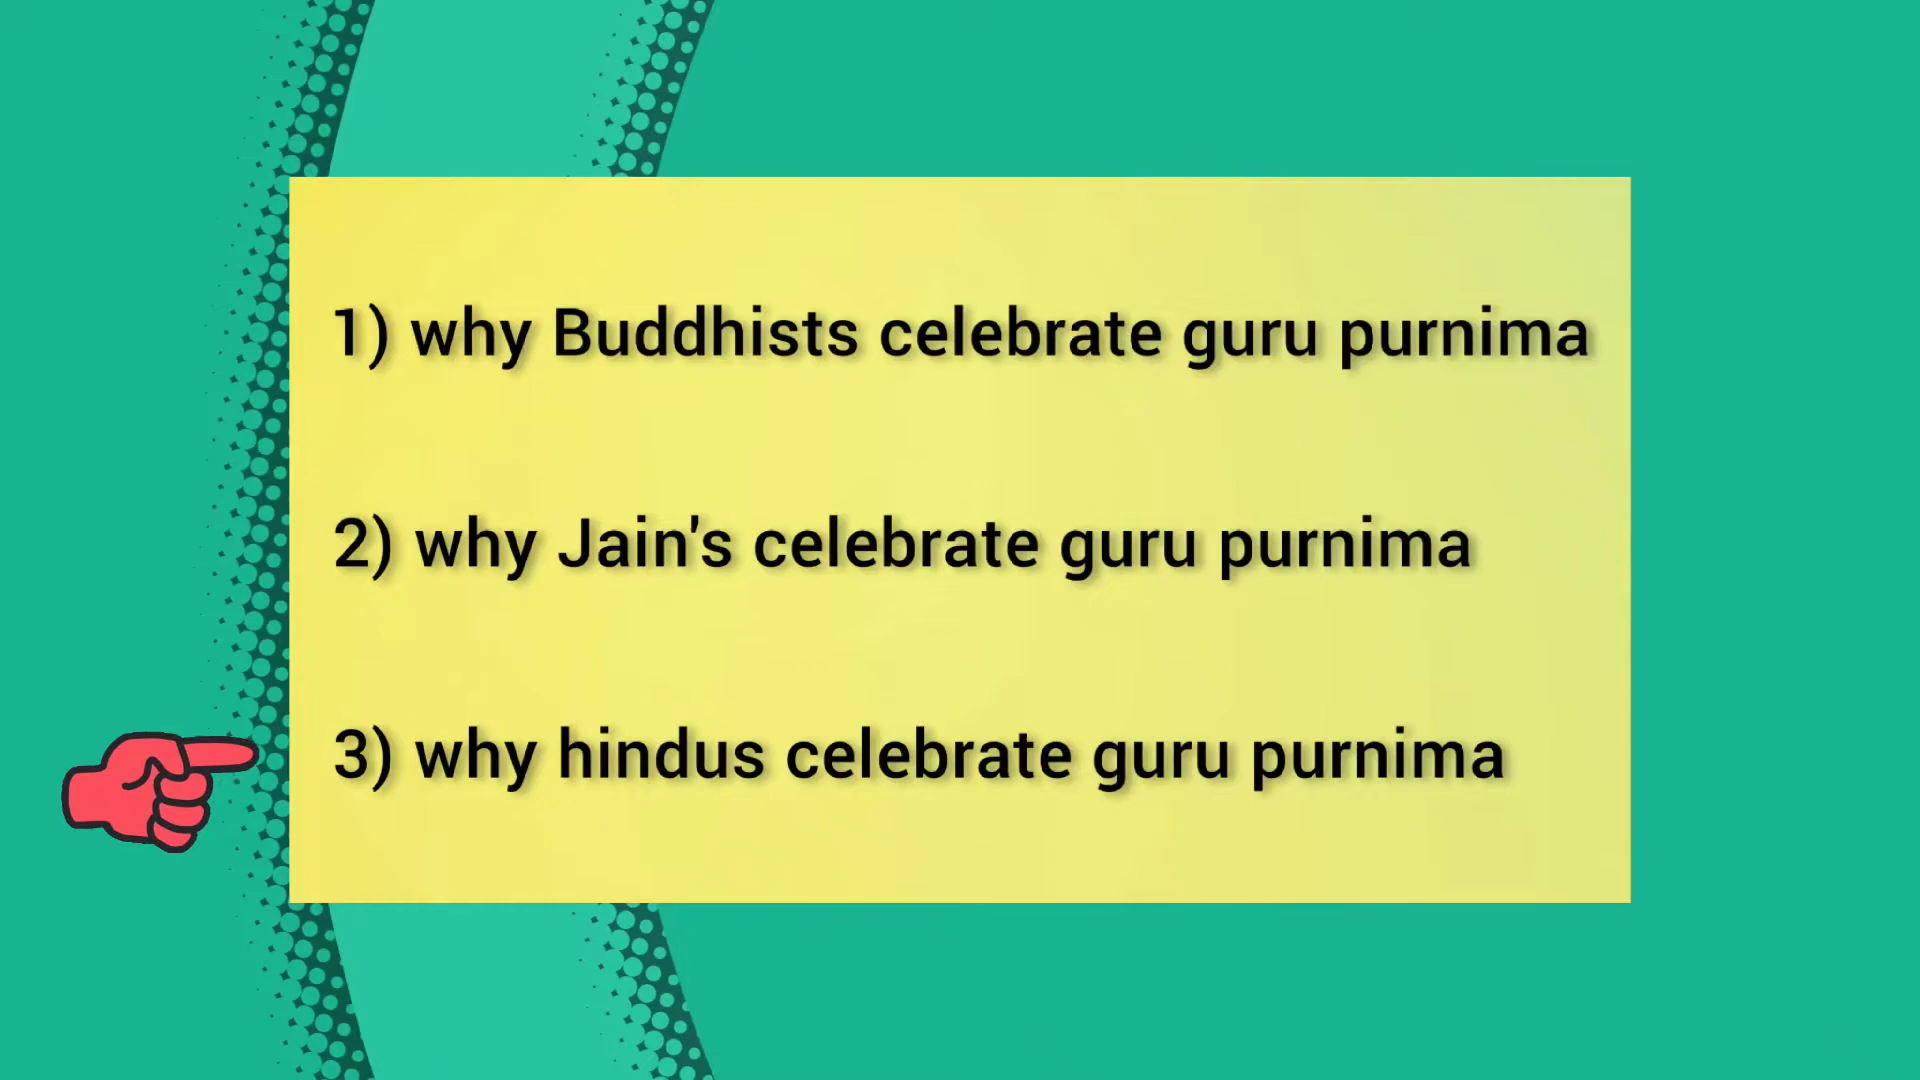 1) why Buddhists celebrate guru purnima
2) why Jain's celebrate guru purnima
3) why hindus celebrate guru purnima